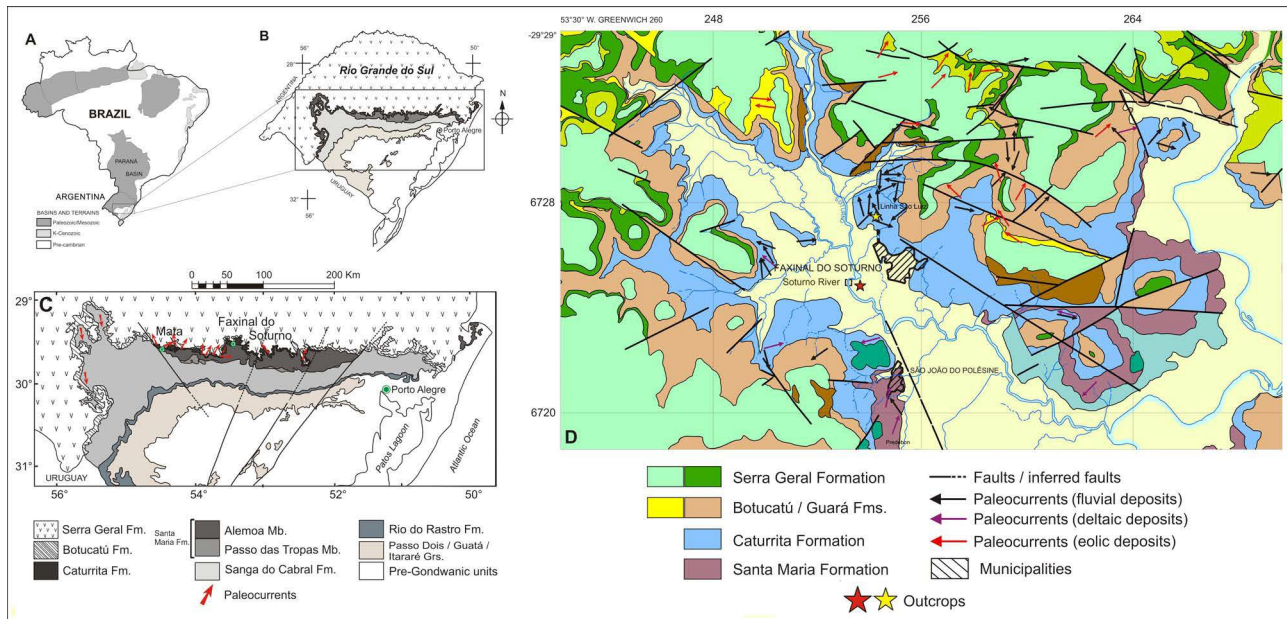 A
BRAZIL
PARANÁ
BASIN
ARGENTINA
BASINS AND TERRAINS
Paleozoic/Mesozoic
K-Cenozoic
Pre-cambrian
B
56°
50°
28°
Rio Grande do Sul
ARGENTINA
Porto Alegre
N
URUGUAY
32°
56°
0 50 100 200 Km
C
29°
30°
31°
Mata
Faxinal do
Soturno
Porto Alegre
Patos Lagoon
Atlantic Ocean
URUGUAY
56°
54°
52°
50°
Serra Geral Fm.
Botucatú Fm.
Caturrita Fm.
Santa
Maria Fm.
Alemoa Mb.
Passo das Tropas Mb.
Sanga do Cabral Fm.
Paleocurrents
Rio do Rastro Fm.
Passo Dois / Guatá /
Itararé Grs.
Pre-Gondwanic units
53°30" W. GREENWICH 260
248
256
264
-29°29"
6728
6720
Linha São Luiz
FAXINAL DO SOTURNO
Soturno River
SÃO JOÃO DO POLÊSINE
D
Serra Geral Formation
Botucatú / Guará Fms.
Caturrita Formation
Santa Maria Formation
Faults / inferred faults
Paleocurrents (fluvial deposits)
Paleocurrents (deltaic deposits)
Paleocurrents (eolic deposits)
Municipalities
Outcrops